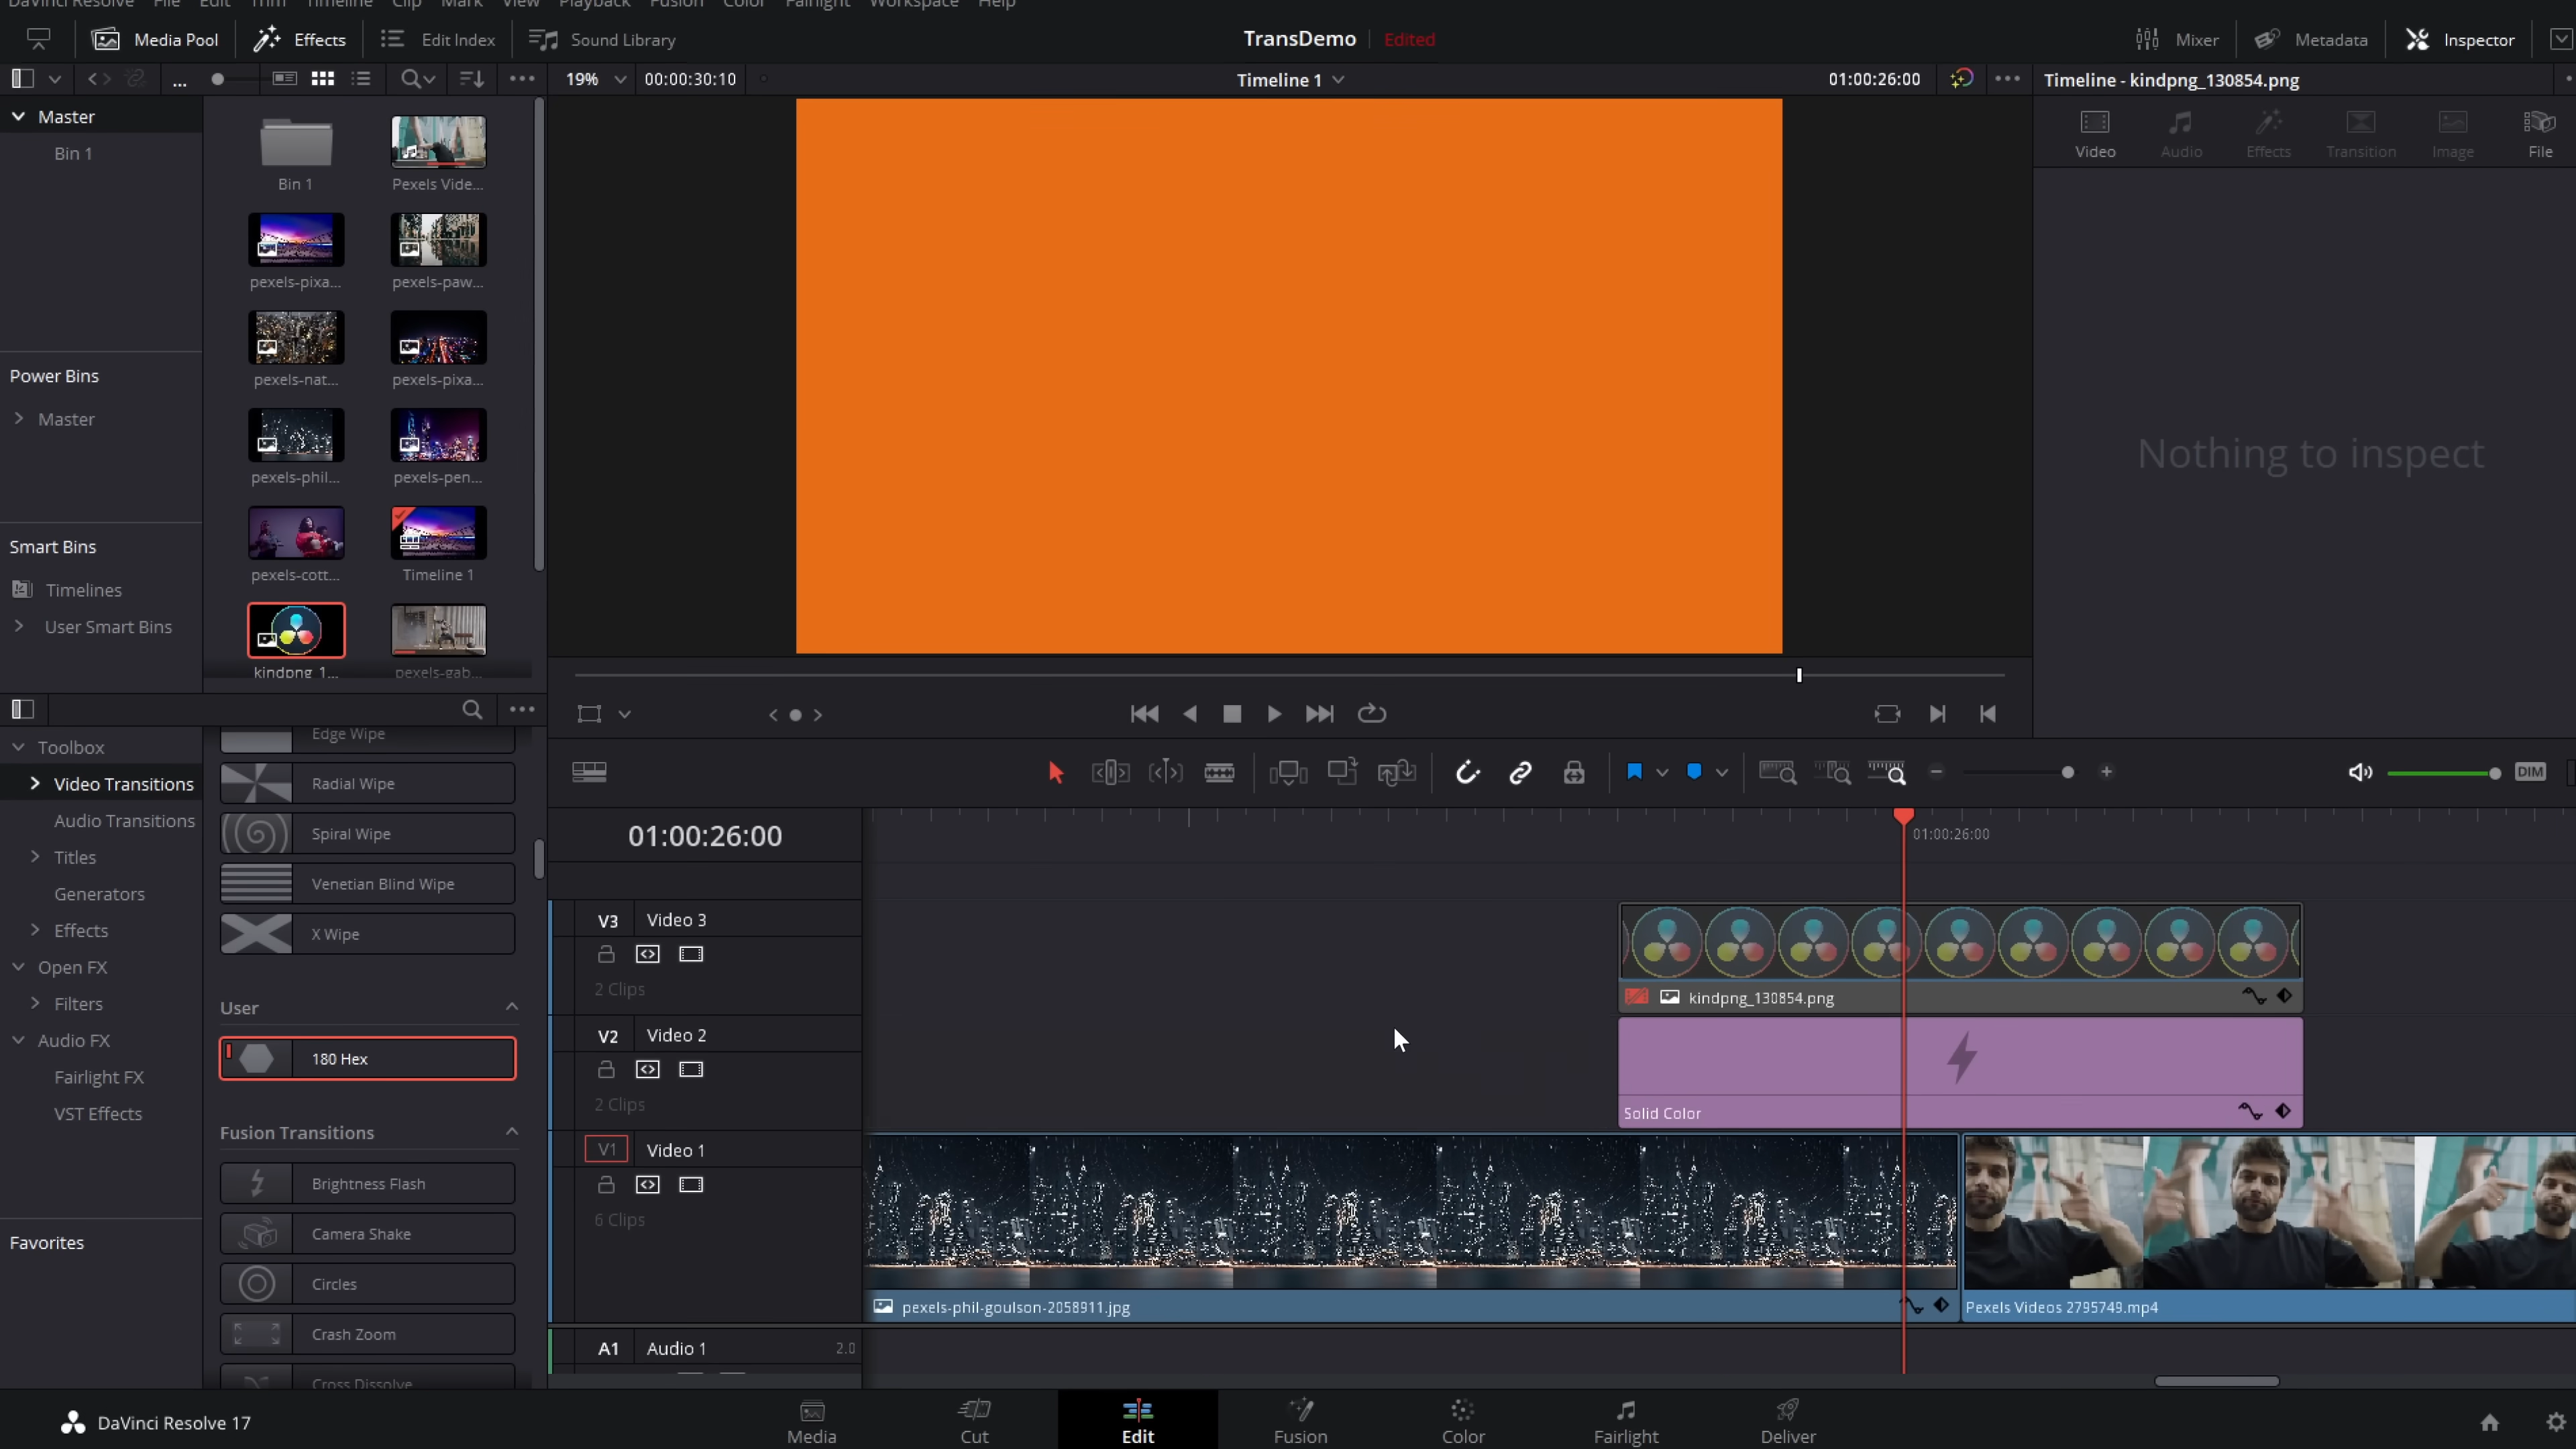 DaVinci Resolve File Edit Trim Timeline Clip Mark View Playback Fusion Color Fairlight Workspace Help
Media Pool Effects Edit Index Sound Library
TransDemo Edited
Mixer Metadata Inspector
... 19% 00:00:30:10 Timeline 1 01:00:26:00
Timeline - kindpng_130854.png
Master
Bin 1
Power Bins
Master
Smart Bins
Timelines
User Smart Bins
Bin 1 Pexels Vide...
pexels-pixa... pexels-paw...
pexels-nat... pexels-pixa...
pexels-phil... pexels-pen...
pexels-cott... Timeline 1
kindpng_1... pexels-gab...
Video Audio Effects Transition Image File
Nothing to inspect
Toolbox
Video Transitions
Audio Transitions
Titles
Generators
Effects
Open FX
Filters
Audio FX
Fairlight FX
VST Effects
Favorites
Edge Wipe
Radial Wipe
Spiral Wipe
Venetian Blind Wipe
X Wipe
User
180 Hex
Fusion Transitions
Brightness Flash
Camera Shake
Circles
Crash Zoom
Cross Dissolve
DIM
01:00:26:00
01:00:26:00
V3 Video 3
2 Clips
kindpng_130854.png
V2 Video 2
2 Clips
Solid Color
V1 Video 1
6 Clips
pexels-phil-goulson-2058911.jpg
Pexels Videos 2795749.mp4
A1 Audio 1 2.0
DaVinci Resolve 17
Media Cut Edit Fusion Color Fairlight Deliver